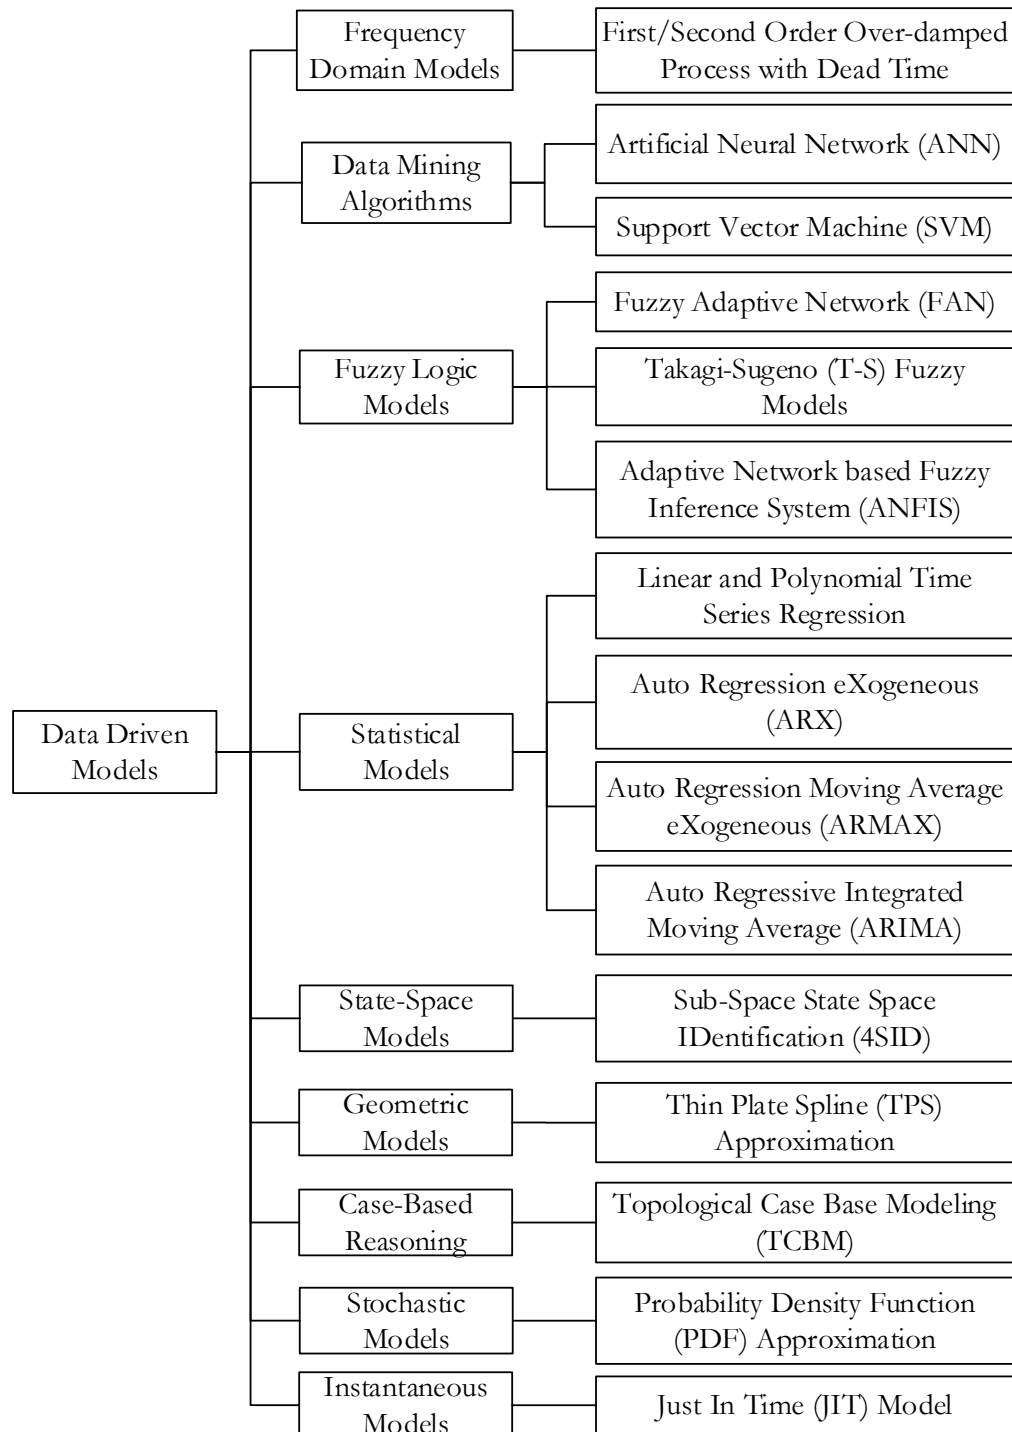 Frequency
Domain Models
First/Second Order Over-damped
Process with Dead Time
Data Mining
Algorithms
Artificial Neural Network (ANN)
Support Vector Machine (SVM)
Fuzzy Logic
Models
Fuzzy Adaptive Network (FAN)
Takagi-Sugeno (T-S) Fuzzy
Models
Adaptive Network based Fuzzy
Inference System (ANFIS)
Data Driven
Models
Statistical
Models
Linear and Polynomial Time
Series Regression
Auto Regression eXogeneous
(ARX)
Auto Regression Moving Average
eXogeneous (ARMAX)
Auto Regressive Integrated
Moving Average (ARIMA)
State-Space
Models
Sub-Space State Space
IDentification (4SID)
Geometric
Models
Thin Plate Spline (TPS)
Approximation
Case-Based
Reasoning
Topological Case Base Modeling
(TCBM)
Stochastic
Models
Probability Density Function
(PDF) Approximation
Instantaneous
Models
Just In Time (JIT) Model